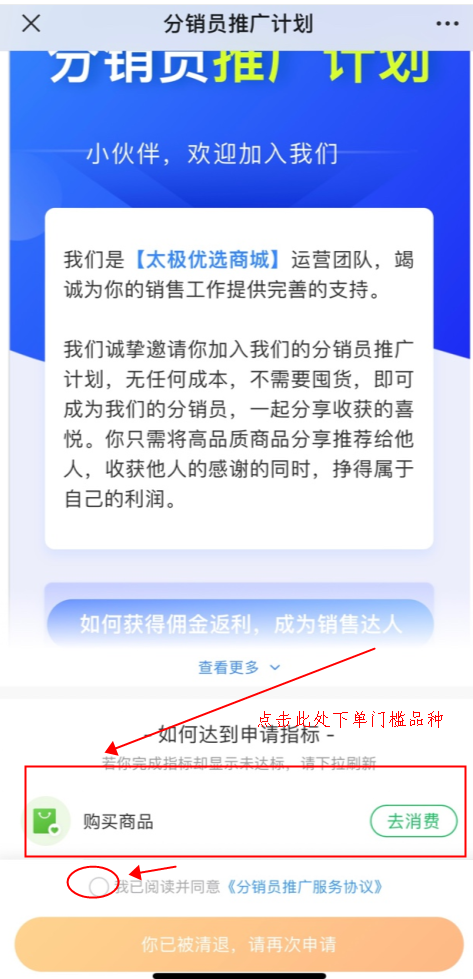 分销员推广计划
分销员推广计划
小伙伴，欢迎加入我们
我们是【太极优选商城】运营团队，竭
诚为你的销售工作提供完善的支持。
我们诚挚邀请你加入我们的分销员推广
计划，无任何成本，不需要囤货，即可
成为我们的分销员，一起分享收获的喜
悦。你只需将高品质商品分享推荐给他
人，收获他人的感谢的同时，挣得属于
自己的利润。
如何获得佣金返利，成为销售达人
查看更多
点击此处下单门槛品种
- 如何达到申请指标 -
若你完成指标却显示未达标，请下拉刷新
购买商品
去消费
我已阅读并同意《分销员推广服务协议》
你已被清退，请再次申请